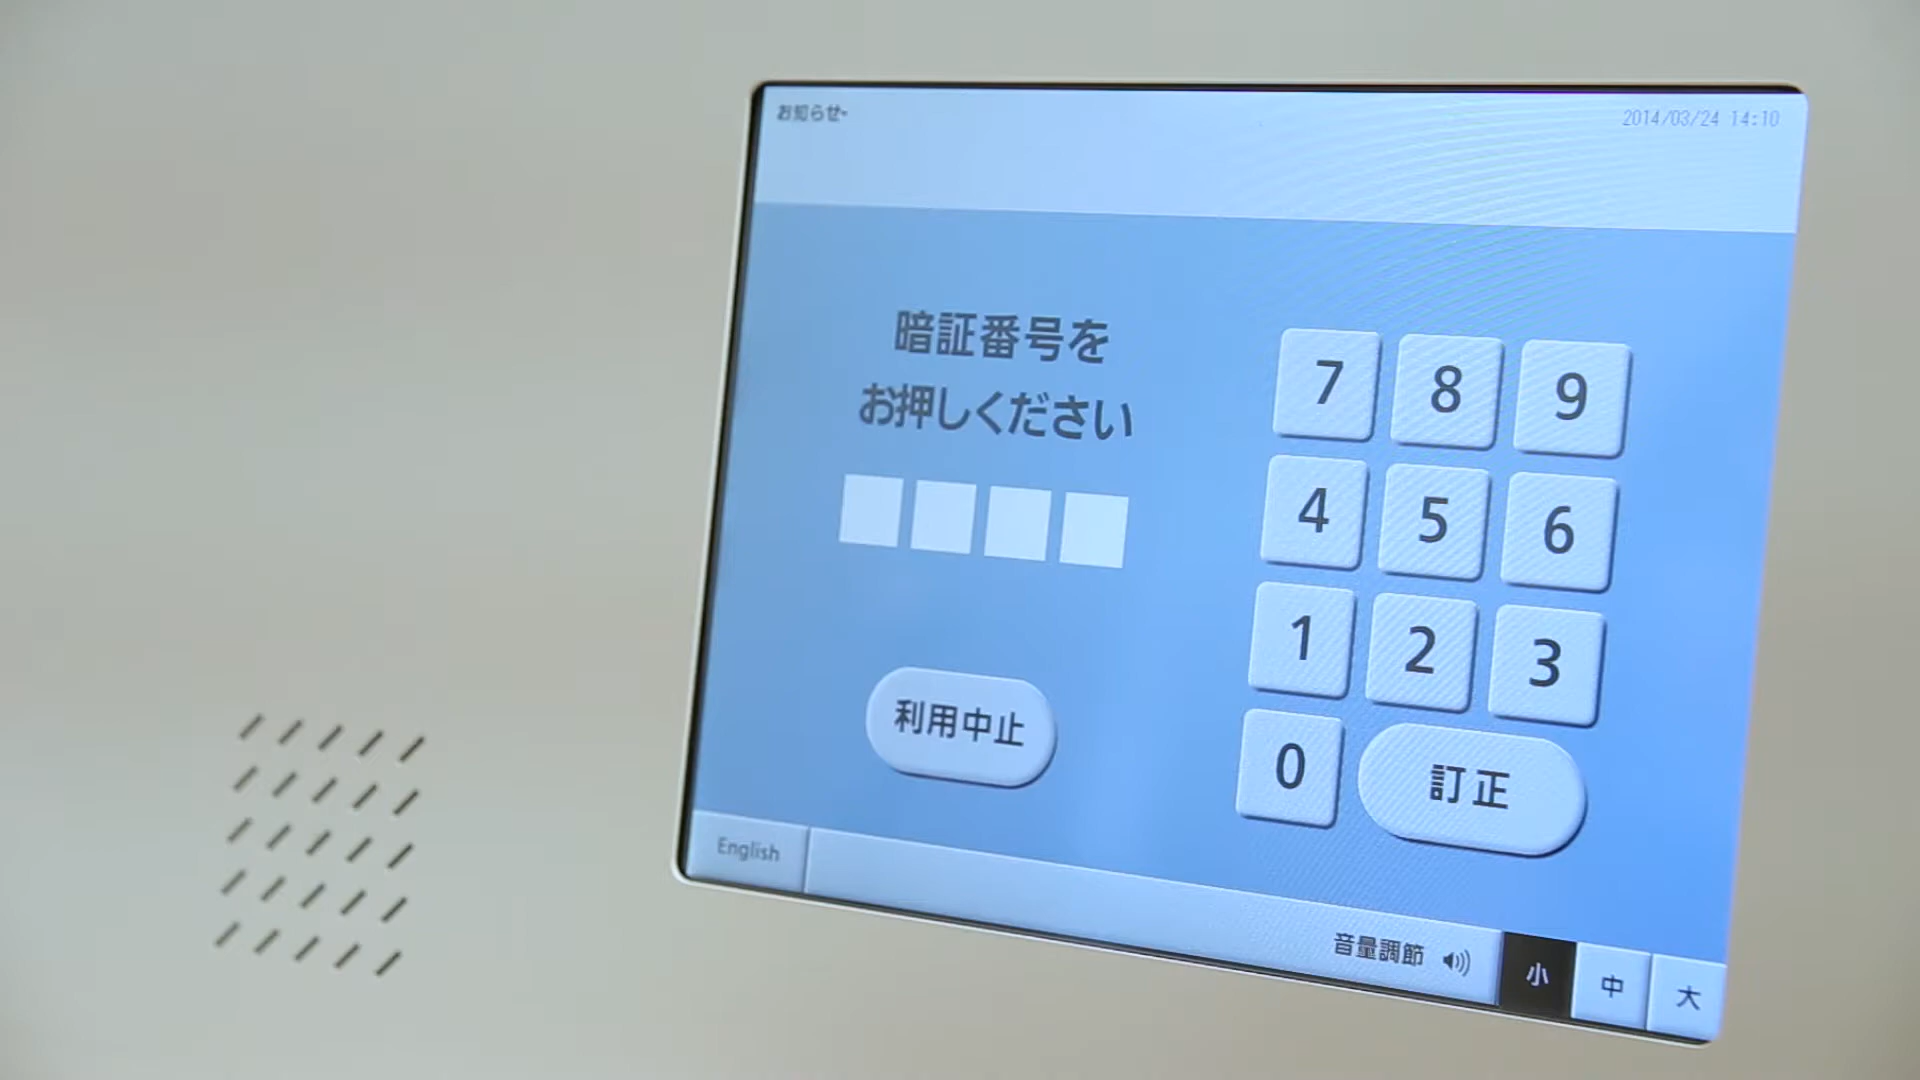 お知らせ
2014/03/24 14:10
暗証番号を
お押しください
7 8 9
4 5 6
1 2 3
0 訂正
利用中止
English
音量調節 小 中 大